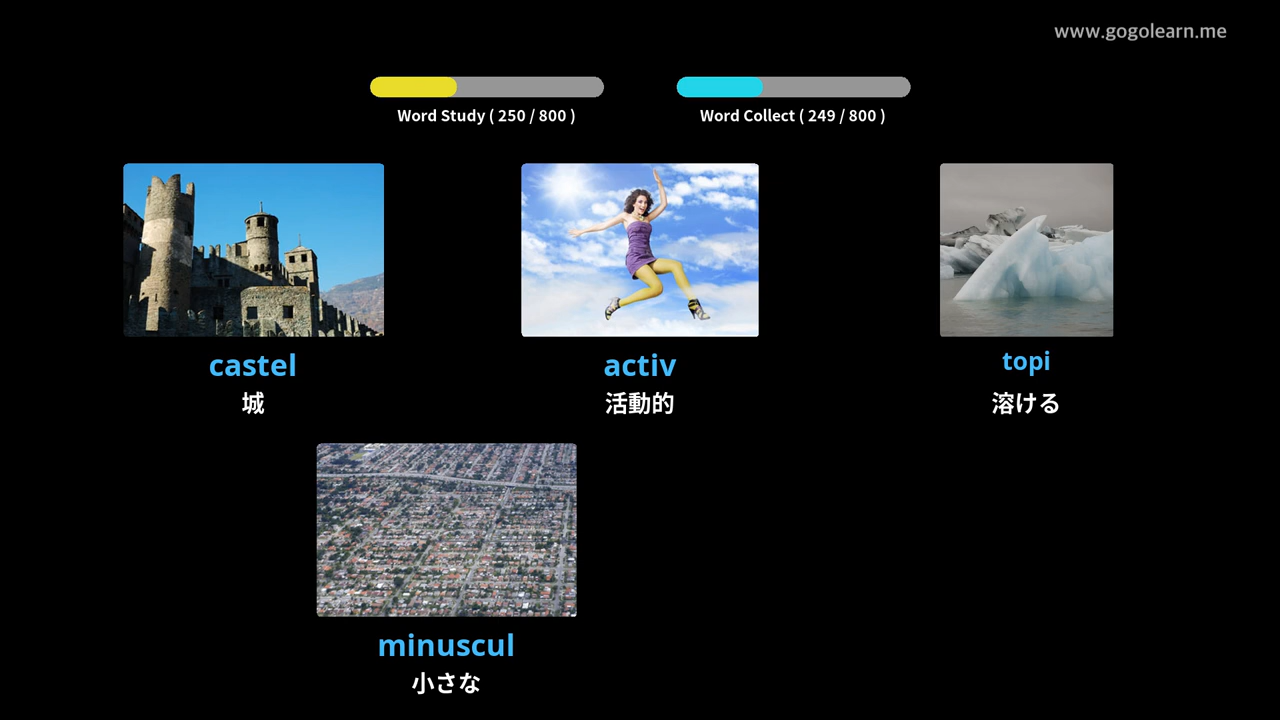 www.gogolearn.me
Word Study ( 250 / 800 )
Word Collect ( 249 / 800 )
castel
城
activ
活動的
topi
溶ける
minuscul
小さな